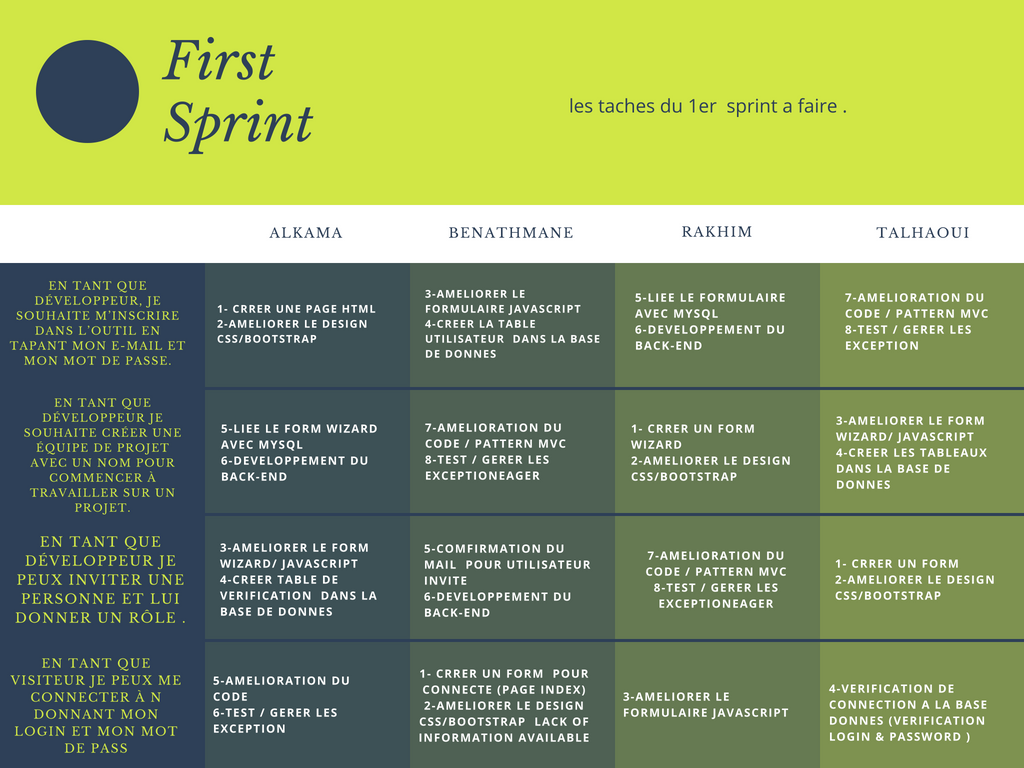 First
Sprint
les taches du 1er sprint a faire .
ALKAMA
BENATHMANE
RAKHIM
TALHAOUI
EN TANT QUE
DÉVELOPPEUR, JE
SOUHAITE M'INSCRIRE
DANS L'OUTIL EN
TAPANT MON E-MAIL ET
MON MOT DE PASSE.
1- CRRER UNE PAGE HTML
2-AMELIORER LE DESIGN
CSS/BOOTSTRAP
3-AMELIORER LE
FORMULAIRE JAVASCRIPT
4-CREER LA TABLE
UTILISATEUR DANS LA BASE
DE DONNES
5-LIEE LE FORMULAIRE
AVEC MYSQL
6-DEVELOPPEMENT DU
BACK-END
7-AMELIORATION DU
CODE / PATTERN MVC
8-TEST / GERER LES
EXCEPTION
EN TANT QUE
DÉVELOPPEUR JE
SOUHAITE CRÉER UNE
ÉQUIPE DE PROJET
AVEC UN NOM POUR
COMMENCER À
TRAVAILLER SUR UN
PROJET.
5-LIEE LE FORM WIZARD
AVEC MYSQL
6-DEVELOPPEMENT DU
BACK-END
7-AMELIORATION DU
CODE / PATTERN MVC
8-TEST / GERER LES
EXCEPTIONEAGER
1- CRRER UN FORM
WIZARD
2-AMELIORER LE DESIGN
CSS/BOOTSTRAP
3-AMELIORER LE FORM
WIZARD/ JAVASCRIPT
4-CREER LES TABLEAUX
DANS LA BASE DE
DONNES
EN TANT QUE
DÉVELOPPEUR JE
PEUX INVITER UNE
PERSONNE ET LUI
DONNER UN RÔLE .
3-AMELIORER LE FORM
WIZARD/ JAVASCRIPT
4-CREER TABLE DE
VERIFICATION DANS LA
BASE DE DONNES
5-COMFIRMATION DU
MAIL POUR UTILISATEUR
INVITE
6-DEVELOPPEMENT DU
BACK-END
7-AMELIORATION DU
CODE / PATTERN MVC
8-TEST / GERER LES
EXCEPTIONEAGER
1- CRRER UN FORM
2-AMELIORER LE DESIGN
CSS/BOOTSTRAP
EN TANT QUE
VISITEUR JE PEUX ME
CONNECTER À N
DONNANT MON
LOGIN ET MON MOT
DE PASS
5-AMELIORATION DU
CODE
6-TEST / GERER LES
EXCEPTION
1- CRRER UN FORM POUR
CONNECTE (PAGE INDEX)
2-AMELIORER LE DESIGN
CSS/BOOTSTRAP LACK OF
INFORMATION AVAILABLE
3-AMELIORER LE
FORMULAIRE JAVASCRIPT
4-VERIFICATION DE
CONNECTION A LA BASE
DONNES (VERIFICATION
LOGIN & PASSWORD )